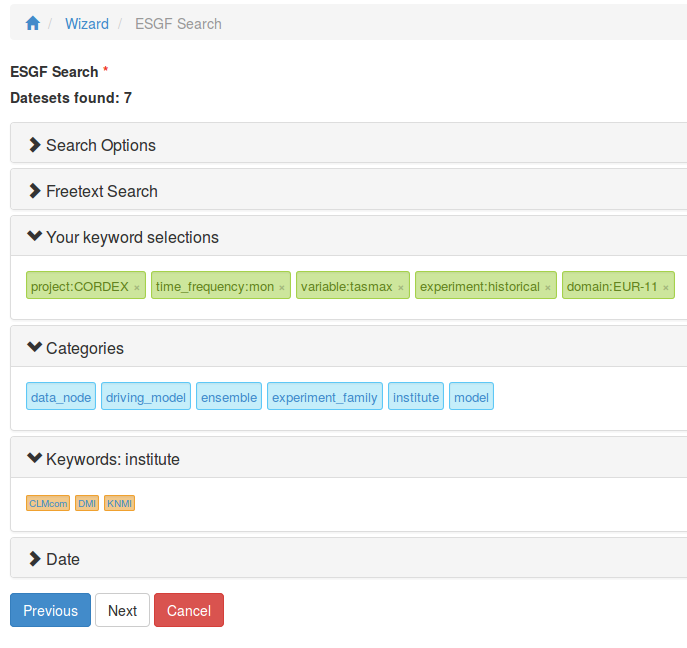 / Wizard / ESGF Search
ESGF Search *
Datesets found: 7
Search Options
Freetext Search
Your keyword selections
project:CORDEX × time_frequency:mon × variable:tasmax × experiment:historical × domain:EUR-11 ×
Categories
data_node driving_model ensemble experiment_family institute model
Keywords: institute
CLMcom DMI KNMI
Date
Previous Next Cancel